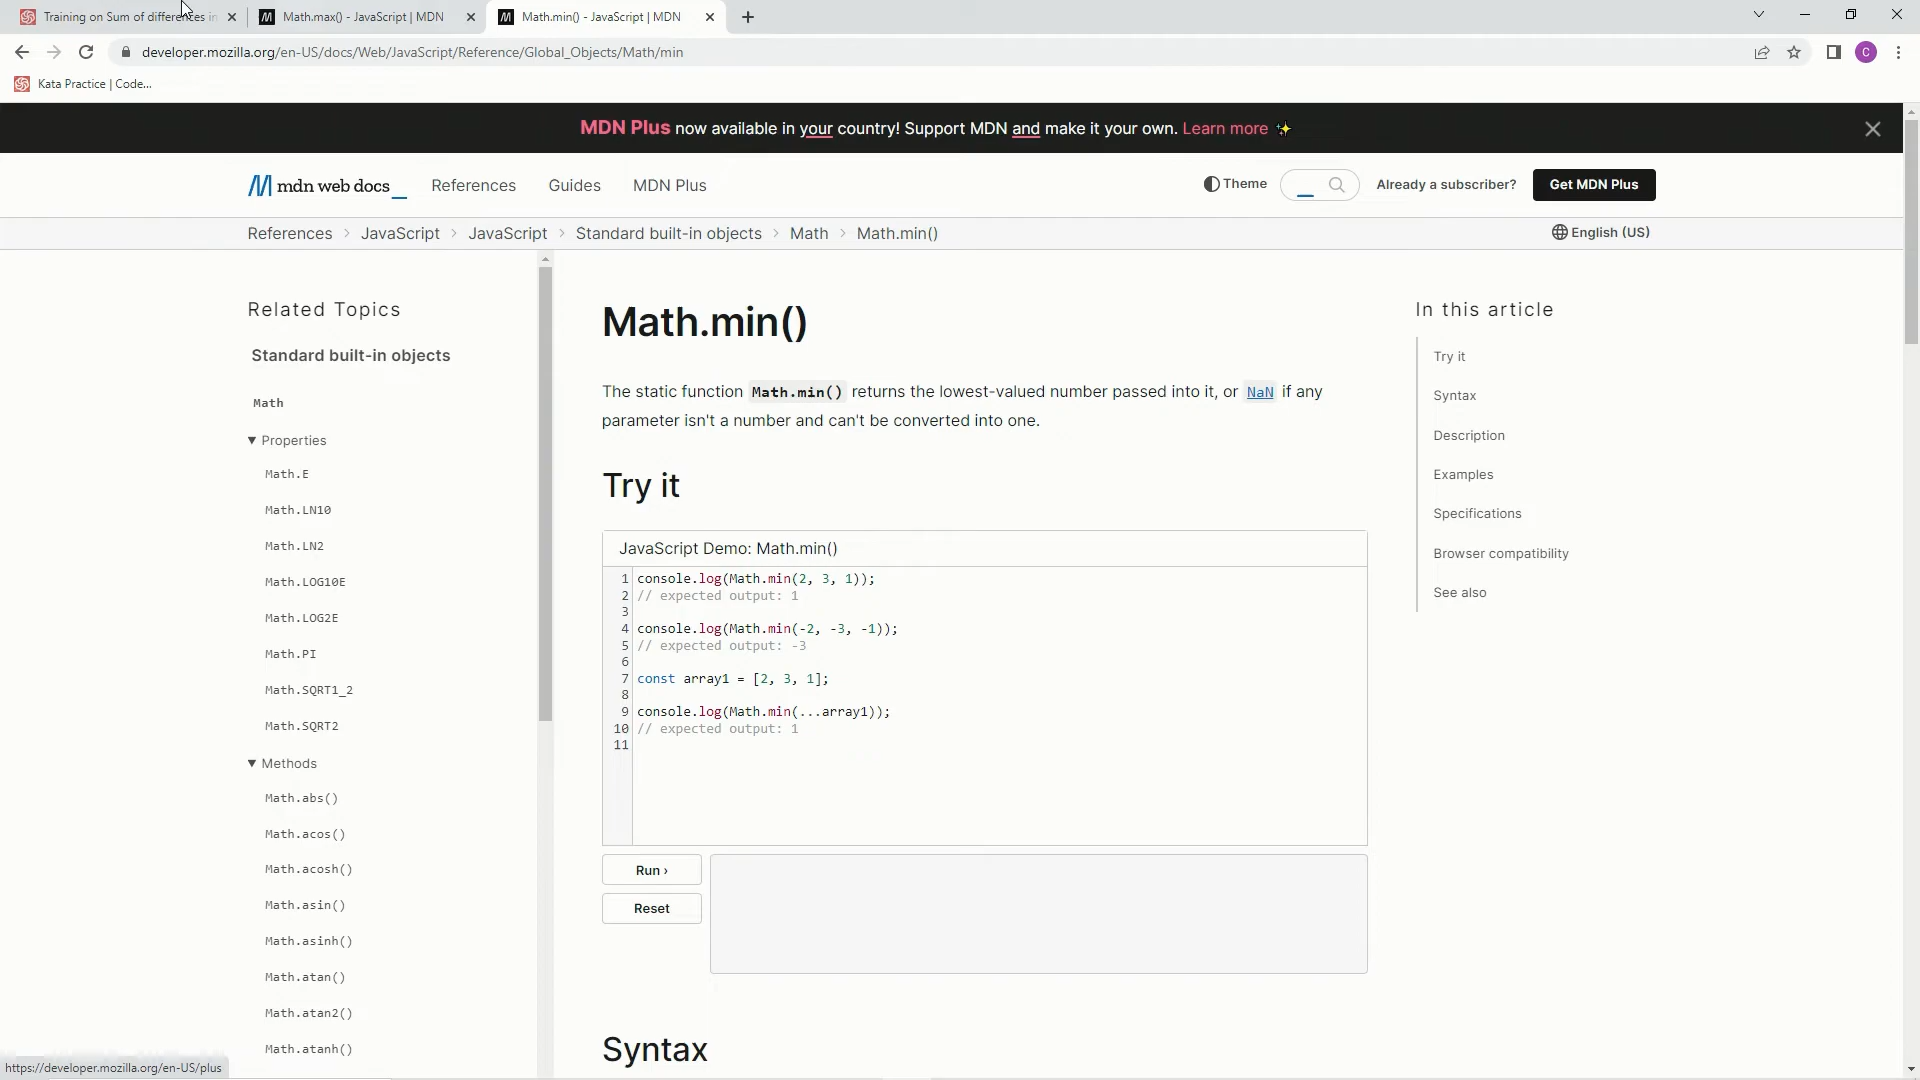 Training on Sum of differences in
Math.max() - JavaScript | MDN
Math.min() - JavaScript | MDN
developer.mozilla.org/en-US/docs/Web/JavaScript/Reference/Global_Objects/Math/min
C
Kata Practice | Code...
MDN Plus now available in your country! Support MDN and make it your own. Learn more ✨
mdn web docs_
References
Guides
MDN Plus
Theme
Already a subscriber?
Get MDN Plus
References > JavaScript > JavaScript > Standard built-in objects > Math > Math.min()
English (US)
Related Topics
Standard built-in objects
Math
▼ Properties
Math.E
Math.LN10
Math.LN2
Math.LOG10E
Math.LOG2E
Math.PI
Math.SQRT1_2
Math.SQRT2
▼ Methods
Math.abs()
Math.acos()
Math.acosh()
Math.asin()
Math.asinh()
Math.atan()
Math.atan2()
Math.atanh()
Math.min()
The static function Math.min() returns the lowest-valued number passed into it, or NaN if any
parameter isn't a number and can't be converted into one.
Try it
JavaScript Demo: Math.min()
1 console.log(Math.min(2, 3, 1));
2 // expected output: 1
3
4 console.log(Math.min(-2, -3, -1));
5 // expected output: -3
6
7 const array1 = [2, 3, 1];
8
9 console.log(Math.min(...array1));
10 // expected output: 1
11
Run ›
Reset
Syntax
In this article
Try it
Syntax
Description
Examples
Specifications
Browser compatibility
See also
https://developer.mozilla.org/en-US/plus